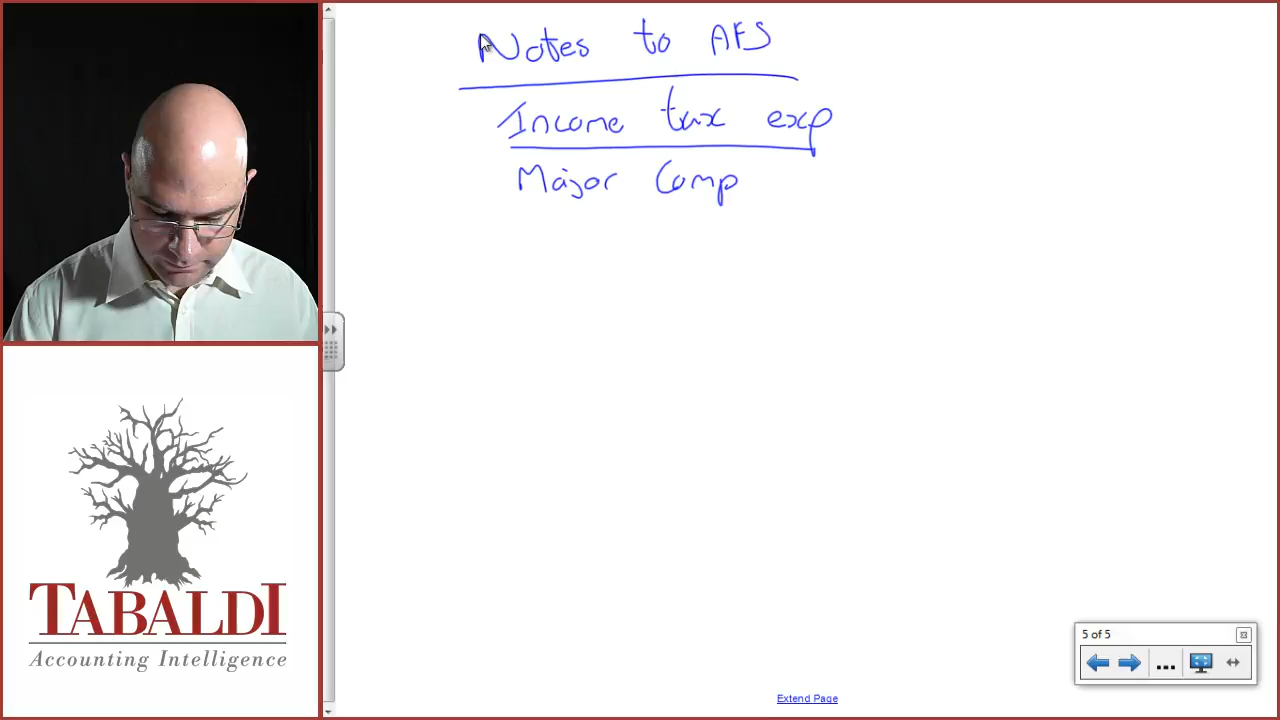 Notes to AFS
Income tax exp
Major Comp
TABALDI
Accounting Intelligence
5 of 5
...
Extend Page